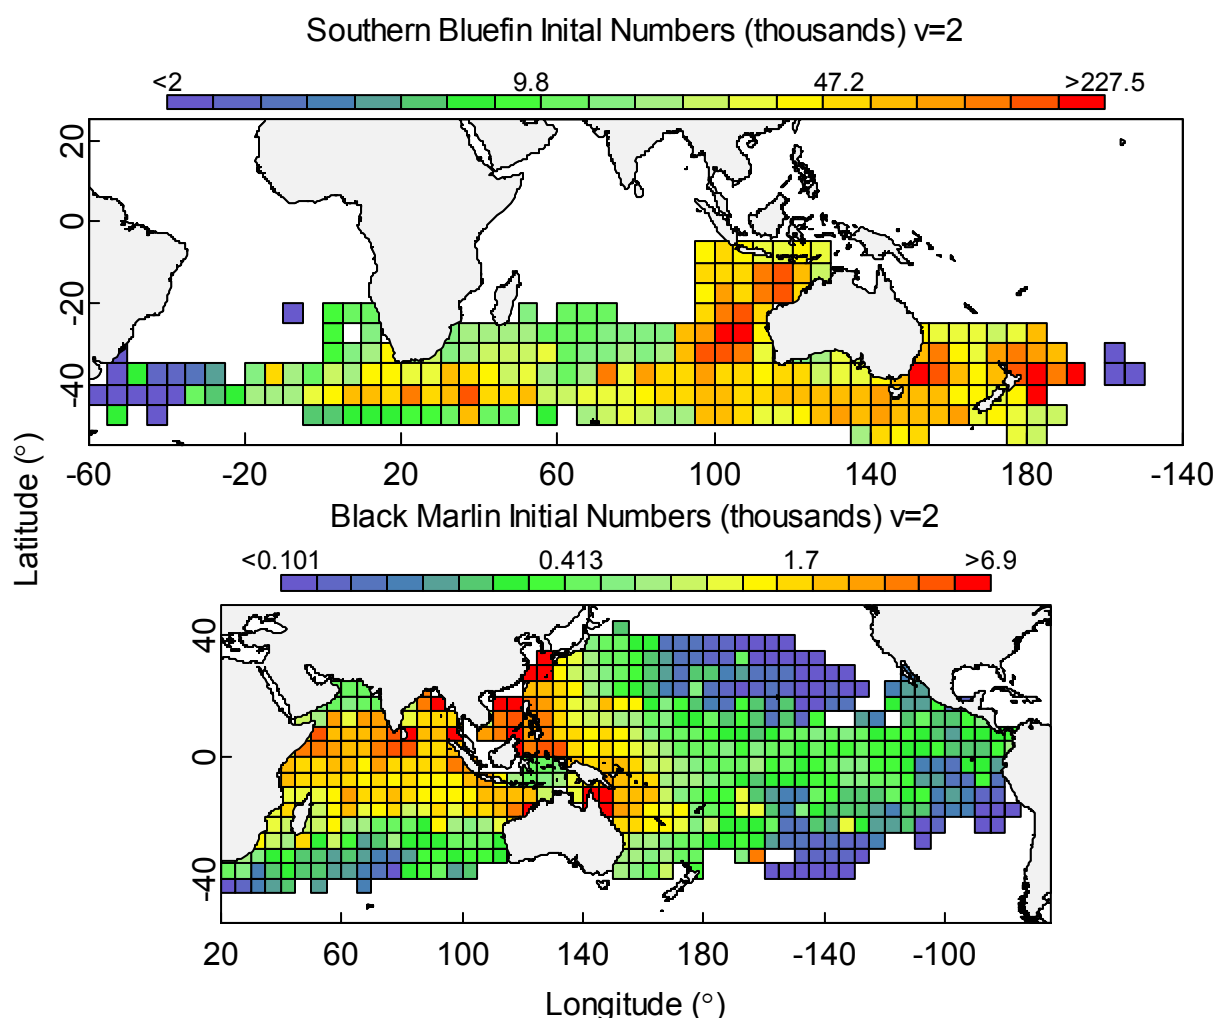 Southern Bluefin Inital Numbers (thousands) v=2
<2 9.8 47.2 >227.5
20
0
-20
-40
-60 -20 20 60 100 140 180 -140
Latitude (°)
Black Marlin Initial Numbers (thousands) v=2
<0.101 0.413 1.7 >6.9
40
0
-40
20 60 100 140 180 -140 -100
Longitude (°)